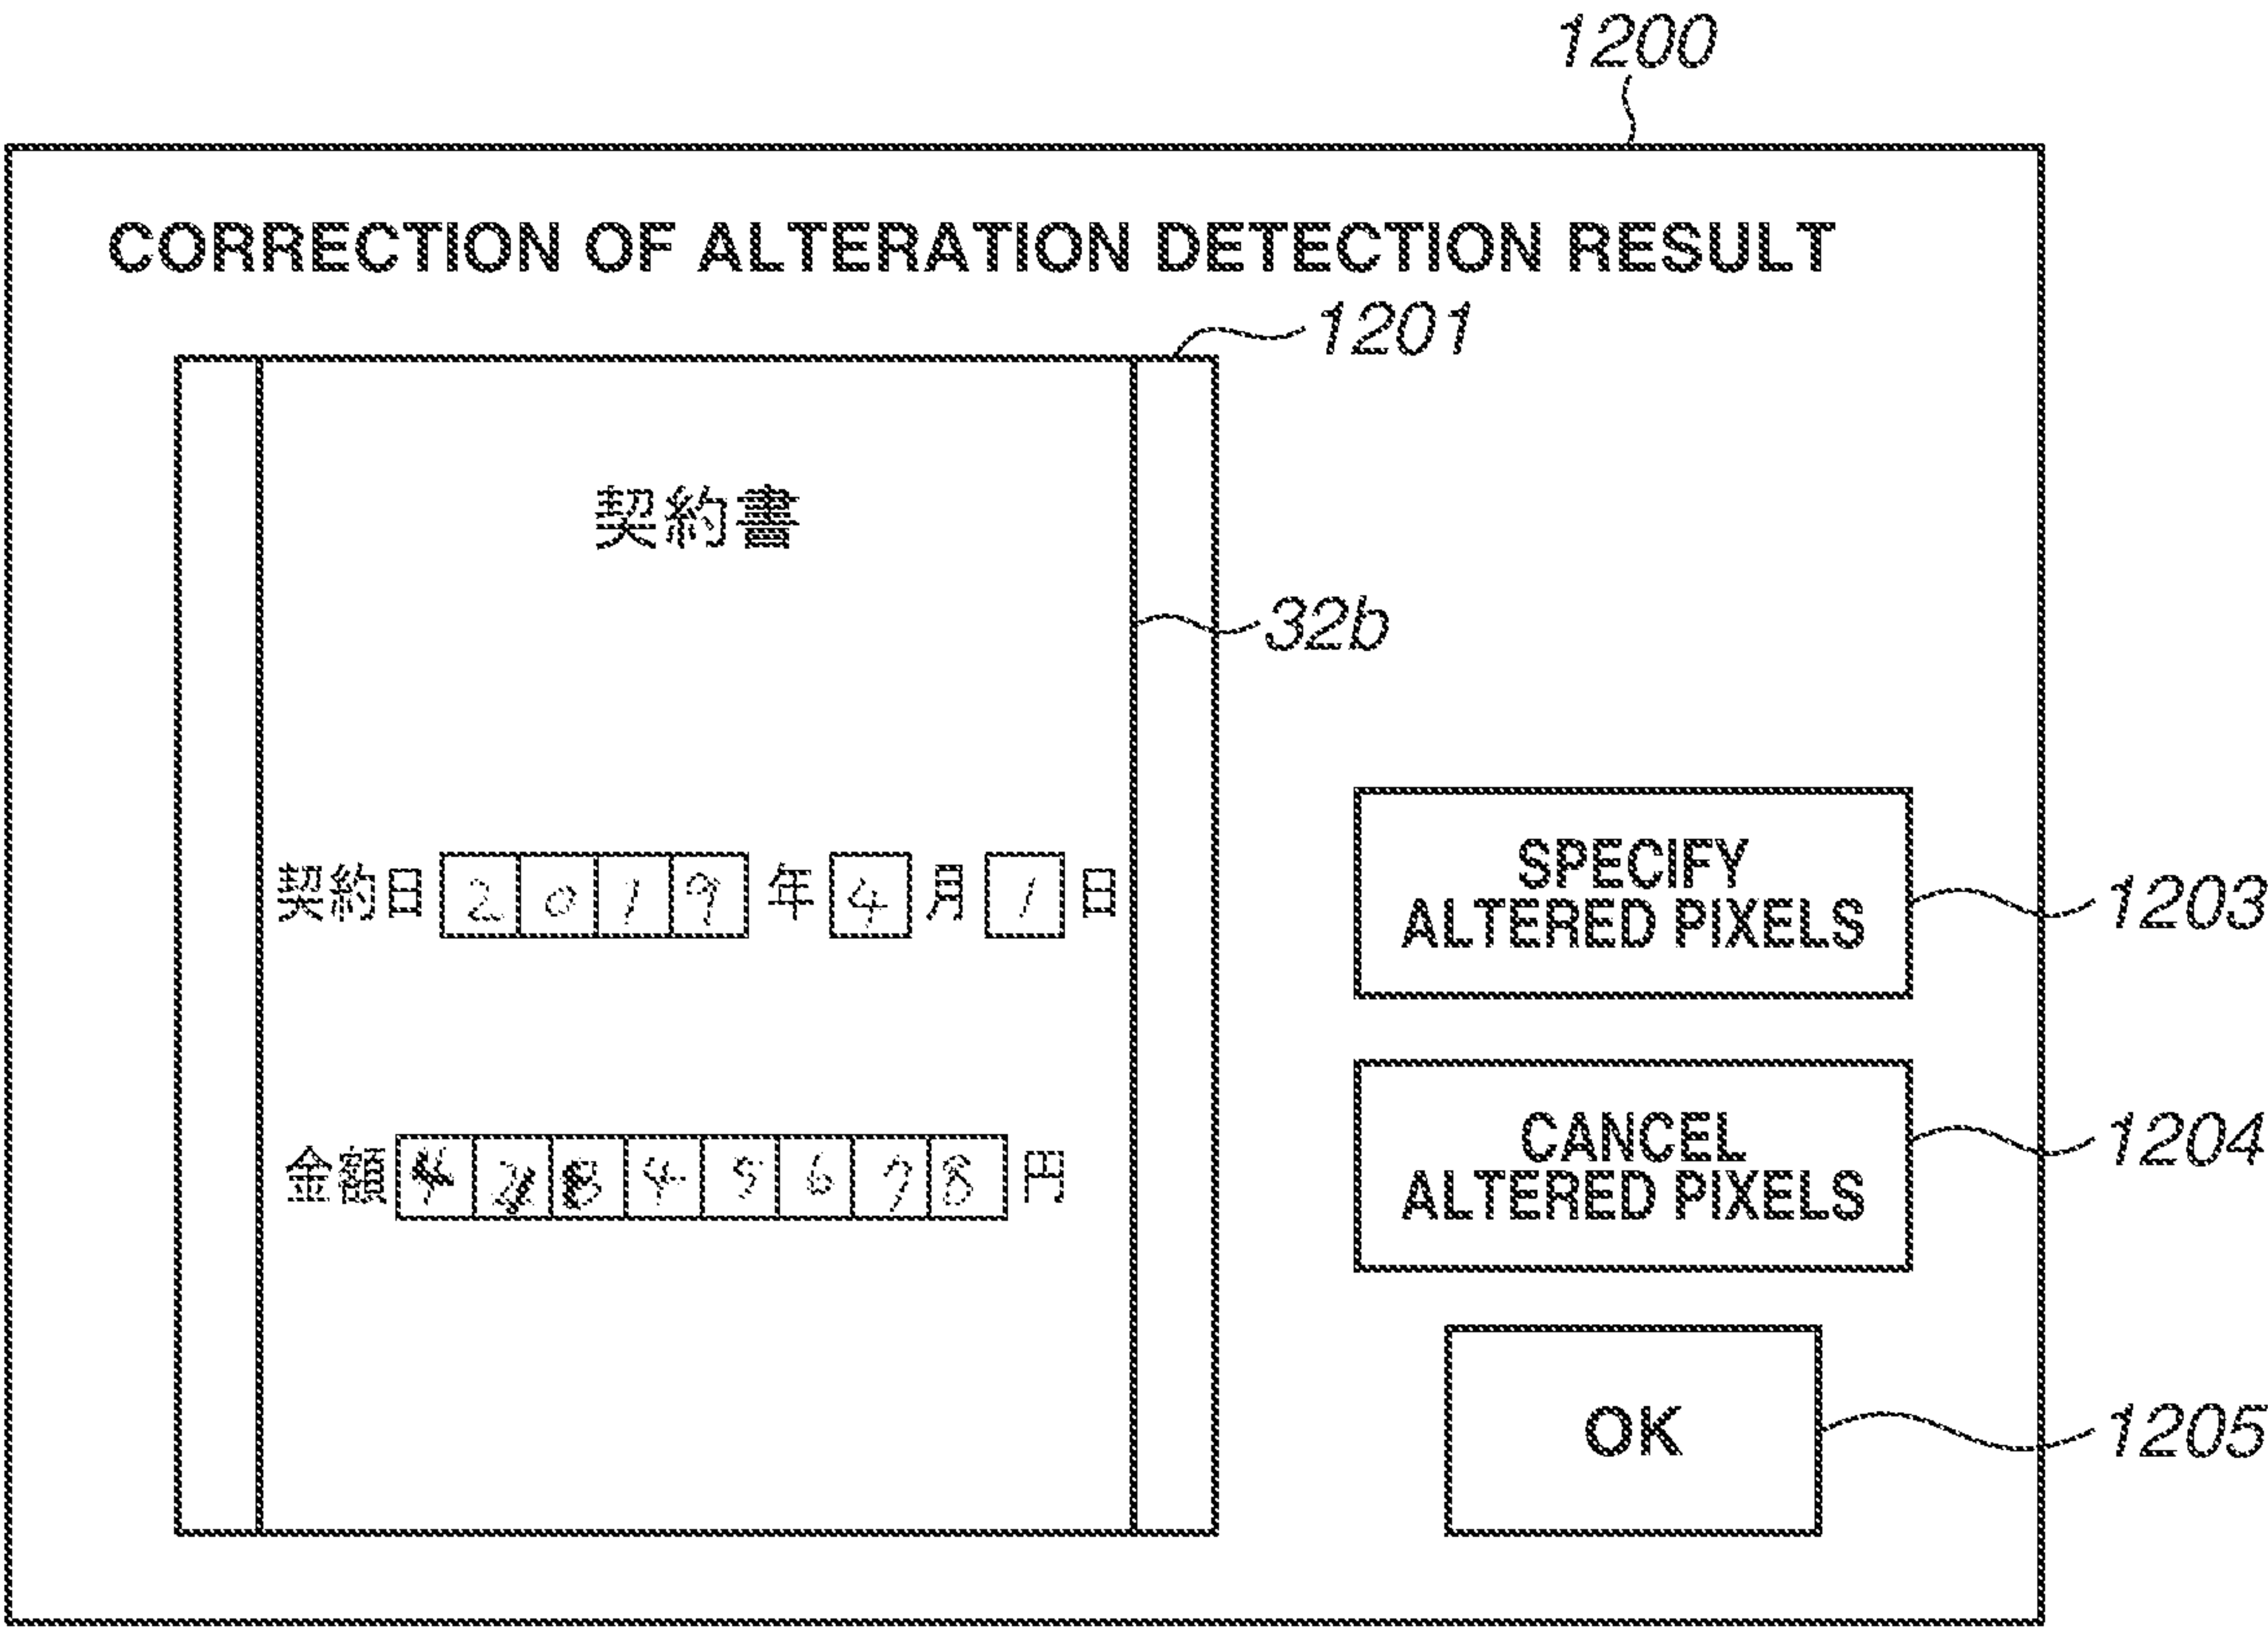 1200
CORRECTION OF ALTERATION DETECTION RESULT
1201
契約書
32b
契約日 2019年4月1日
SPECIFY
ALTERED PIXELS
1203
金額 45678円
CANCEL
ALTERED PIXELS
1204
OK
1205